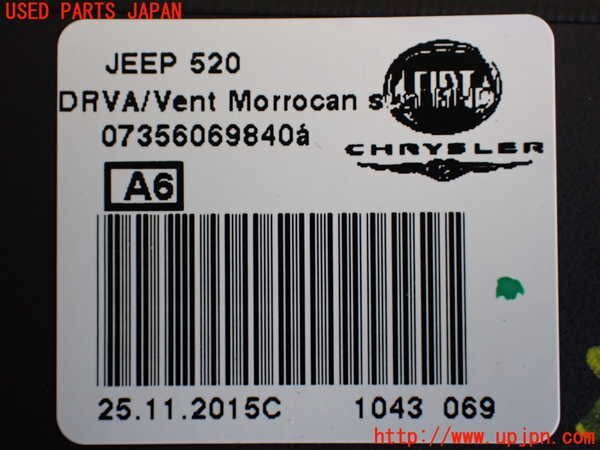 USED PARTS JAPAN
JEEP 520
DRVA/Vent Morrocan
07356069840á
FIAT
CHRYSLER
A6
25.11.2015C 1043 069
http://www.upjpn.com/